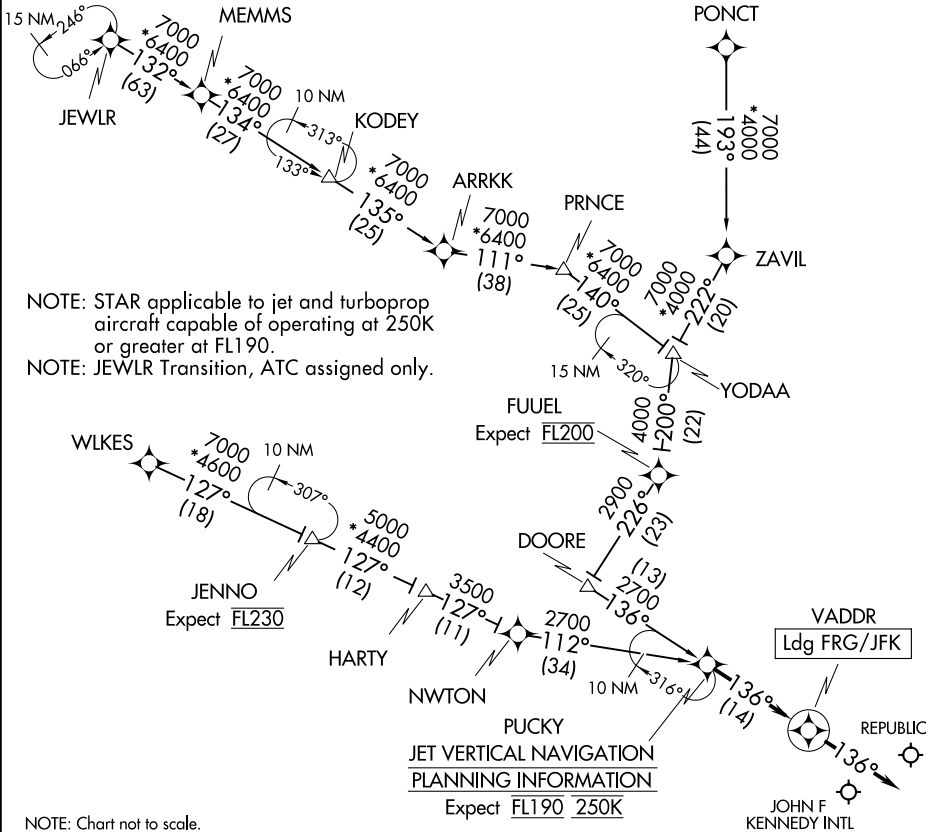 15 NM
246°
066°
JEWLR
7000
*6400
132°
(63)
MEMMS
7000
*6400
134°
(27)
10 NM
313°
133°
KODEY
7000
*6400
135°
(25)
ARRKK
7000
*6400
111°
(38)
PRNCE
7000
*6400
140°
(25)
15 NM
320°
PONCT
7000
*4000
193°
(44)
ZAVIL
7000
*4000
222°
(20)
YODAA
4000
200°
(22)
FUUEL
Expect FL200
2900
226°
(23)
DOORE
(13)
2700
136°
NOTE: STAR applicable to jet and turboprop
aircraft capable of operating at 250K
or greater at FL190.
NOTE: JEWLR Transition, ATC assigned only.
WLKES
7000
*4600
127°
(18)
10 NM
307°
JENNO
Expect FL230
5000
*4400
127°
(12)
HARTY
3500
127°
(11)
NWTON
2700
112°
(34)
10 NM
316°
PUCKY
JET VERTICAL NAVIGATION
PLANNING INFORMATION
Expect FL190 250K
136°
(14)
VADDR
Ldg FRG/JFK
136°
REPUBLIC
JOHN F
KENNEDY INTL
NOTE: Chart not to scale.